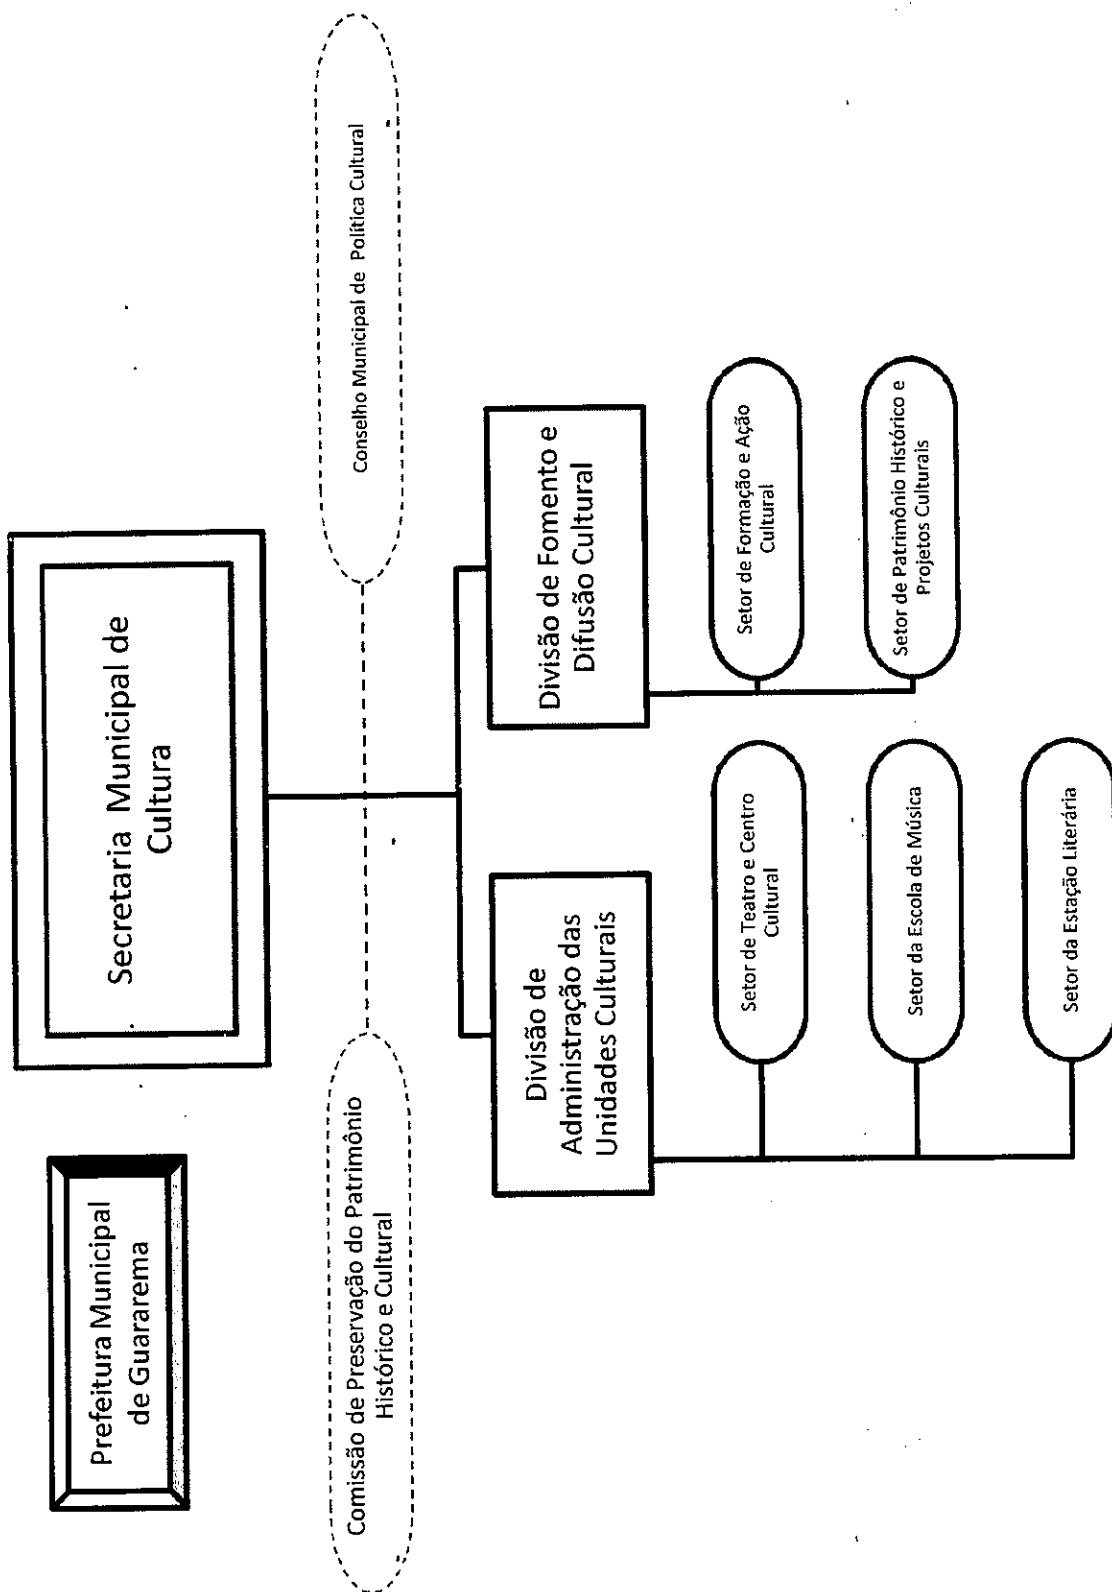 Prefeitura Municipal
de Guararema
Secretaria Municipal de
Cultura
Comissão de Preservação do Patrimônio
Histórico e Cultural
Conselho Municipal de Política Cultural
Divisão de
Administração das
Unidades Culturais
Divisão de Fomento e
Difusão Cultural
Setor de Teatro e Centro
Cultural
Setor da Escola de Música
Setor da Estação Literária
Setor de Formação e Ação
Cultural
Setor de Patrimônio Histórico e
Projetos Culturais